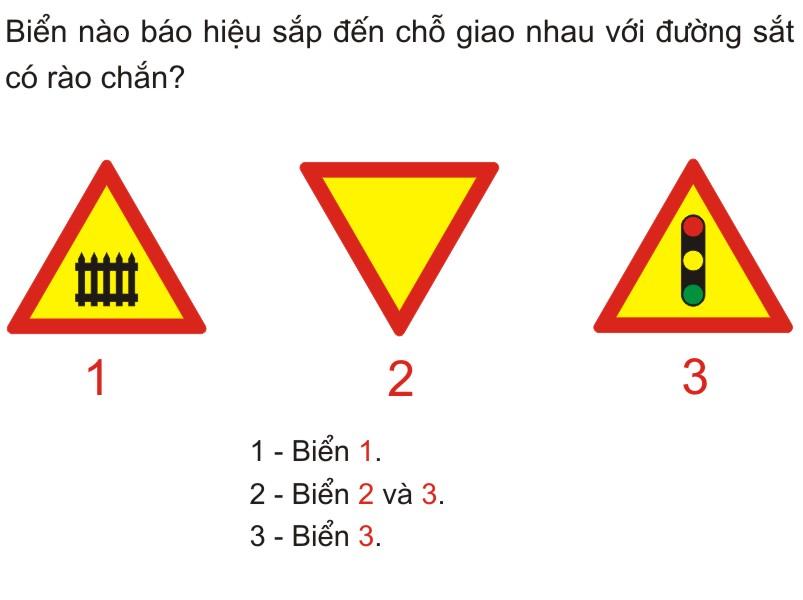 Biển nào báo hiệu sắp đến chỗ giao nhau với đường sắt
có rào chắn?
1 2 3
1 - Biển 1.
2 - Biển 2 và 3.
3 - Biển 3.